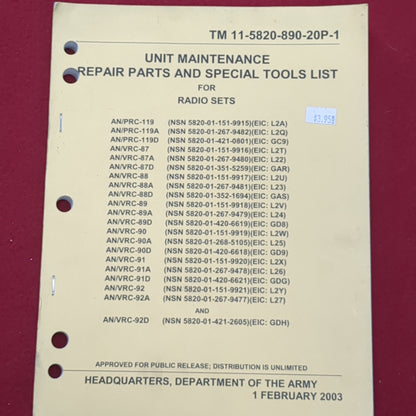 TM 11-5820-890-20P-1
UNIT MAINTENANCE
REPAIR PARTS AND SPECIAL TOOLS LIST
FOR
RADIO SETS
$3.95
AN/PRC-119 (NSN 5820-01-151-9915)(EIC: L2A)
AN/PRC-119A (NSN 5820-01-267-9482)(EIC: L2Q)
AN/PRC-119D (NSN 5820-01-421-0801)(EIC: GC9)
AN/VRC-87 (NSN 5820-01-151-9916)(EIC: L2T)
AN/VRC-87A (NSN 5820-01-267-9480)(EIC: L22)
AN/VRC-87D (NSN 5820-01-351-5259)(EIC: GAR)
AN/VRC-88 (NSN 5820-01-151-9917)(EIC: L2U)
AN/VRC-88A (NSN 5820-01-267-9481)(EIC: L23)
AN/VRC-88D (NSN 5820-01-352-1694)(EIC: GAS)
AN/VRC-89 (NSN 5820-01-151-9918)(EIC: L2V)
AN/VRC-89A (NSN 5820-01-267-9479)(EIC: L24)
AN/VRC-89D (NSN 5820-01-420-6619)(EIC: GD8)
AN/VRC-90 (NSN 5820-01-151-9919)(EIC: L2W)
AN/VRC-90A (NSN 5820-01-268-5105)(EIC: L25)
AN/VRC-90D (NSN 5820-01-420-6618)(EIC: GD9)
AN/VRC-91 (NSN 5820-01-151-9920)(EIC: L2X)
AN/VRC-91A (NSN 5820-01-267-9478)(EIC: L26)
AN/VRC-91D (NSN 5820-01-420-6621)(EIC: GDG)
AN/VRC-92 (NSN 5820-01-151-9921)(EIC: L2Y)
AN/VRC-92A (NSN 5820-01-267-9477)(EIC: L27)
AND
AN/VRC-92D (NSN 5820-01-421-2605)(EIC: GDH)
APPROVED FOR PUBLIC RELEASE; DISTRIBUTION IS UNLIMITED
HEADQUARTERS, DEPARTMENT OF THE ARMY
1 FEBRUARY 2003